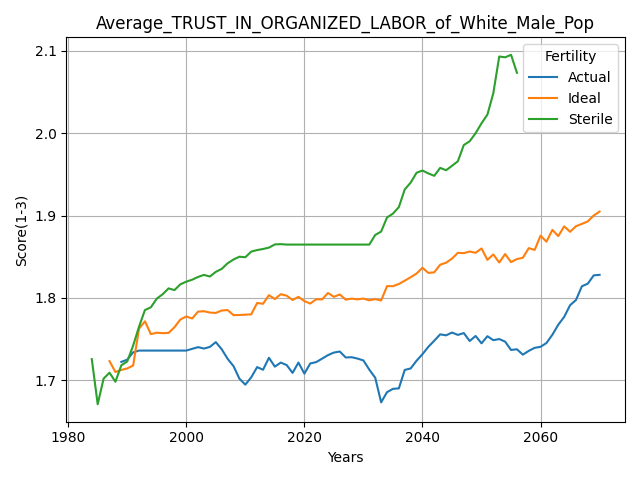 Average_TRUST_IN_ORGANIZED_LABOR_of_White_Male_Pop
Fertility
Actual
Ideal
Sterile
Score(1-3)
2.1
2.0
1.9
1.8
1.7
1980 2000 2020 2040 2060
Years